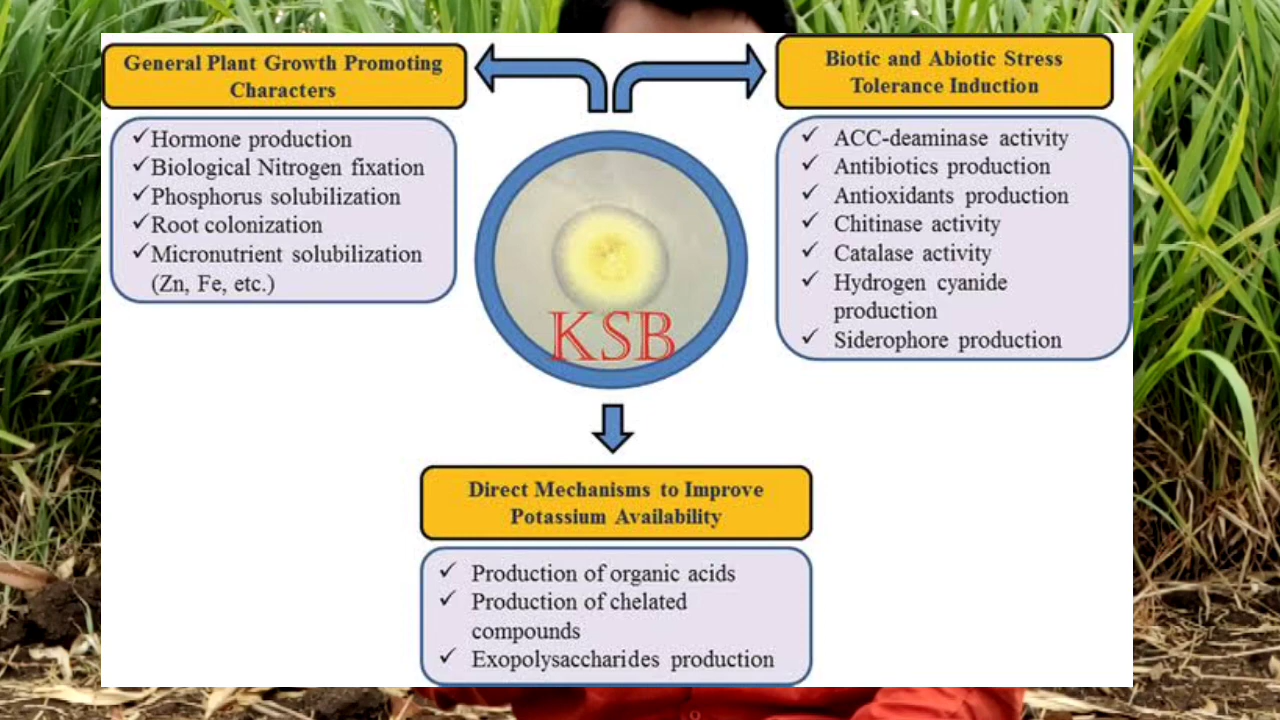 General Plant Growth Promoting
Characters
✓Hormone production
✓Biological Nitrogen fixation
✓Phosphorus solubilization
✓Root colonization
✓Micronutrient solubilization
(Zn, Fe, etc.)
KSB
Biotic and Abiotic Stress
Tolerance Induction
✓ ACC-deaminase activity
✓ Antibiotics production
✓ Antioxidants production
✓ Chitinase activity
✓ Catalase activity
✓ Hydrogen cyanide
production
✓ Siderophore production
Direct Mechanisms to Improve
Potassium Availability
✓ Production of organic acids
✓ Production of chelated
compounds
✓ Exopolysaccharides production